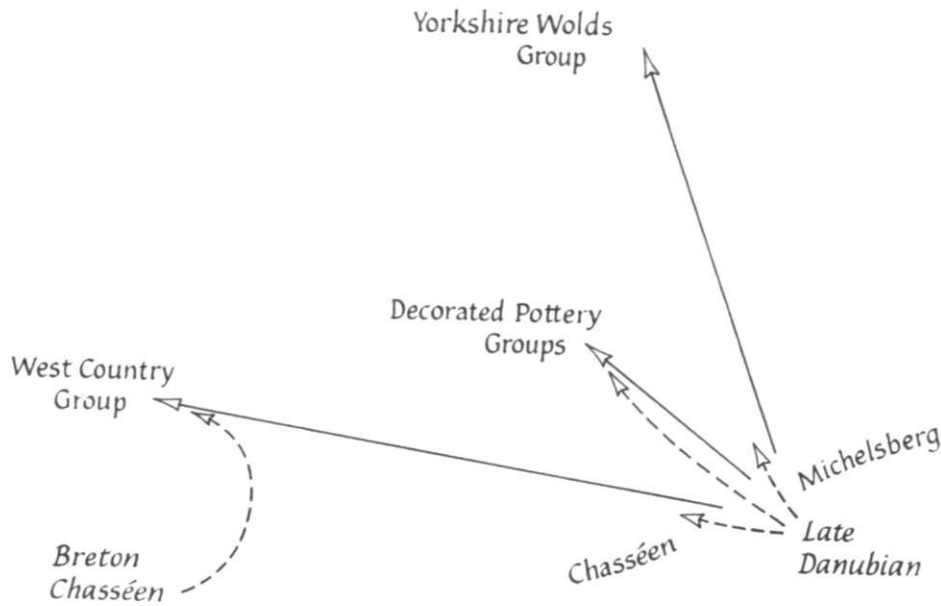 Yorkshire Wolds
Group
Decorated Pottery
Groups
West Country
Group
Michelsberg
Late
Danubian
Chasséen
Breton
Chasséen